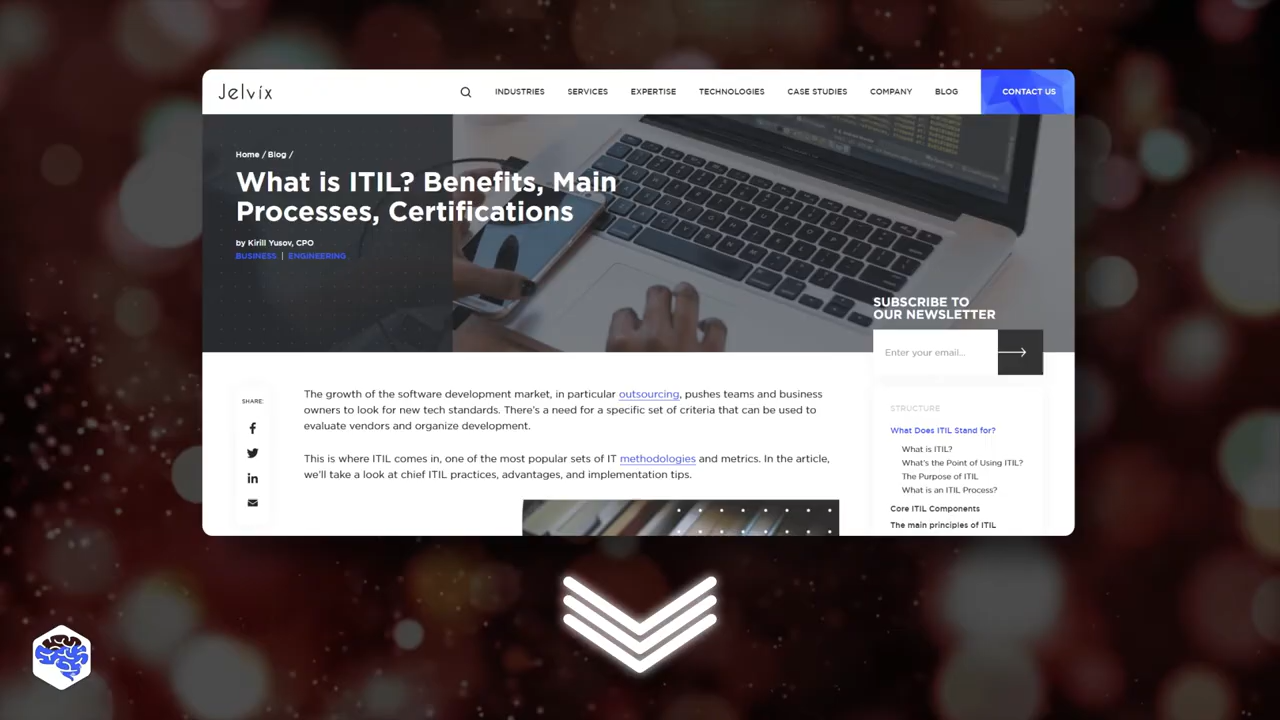 Jelvix
INDUSTRIES SERVICES EXPERTISE TECHNOLOGIES CASE STUDIES COMPANY BLOG CONTACT US
Home / Blog /
What is ITIL? Benefits, Main
Processes, Certifications
by Kirill Yusov, CPO
BUSINESS | ENGINEERING
SUBSCRIBE TO
OUR NEWSLETTER
Enter your email...
SHARE:
The growth of the software development market, in particular outsourcing, pushes teams and business
owners to look for new tech standards. There's a need for a specific set of criteria that can be used to
evaluate vendors and organize development.
This is where ITIL comes in, one of the most popular sets of IT methodologies and metrics. In the article,
we'll take a look at chief ITIL practices, advantages, and implementation tips.
STRUCTURE
What Does ITIL Stand for?
What is ITIL?
What's the Point of Using ITIL?
The Purpose of ITIL
What is an ITIL Process?
Core ITIL Components
The main principles of ITIL